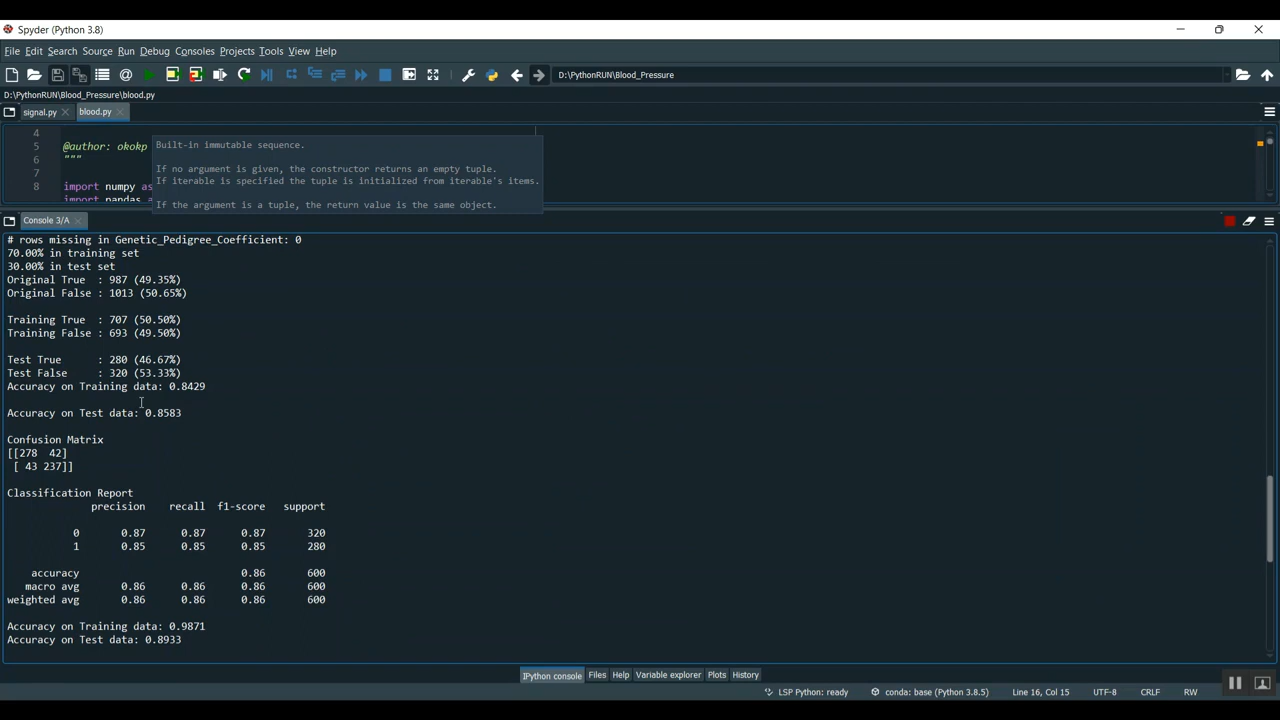 Spyder (Python 3.8)
File Edit Search Source Run Debug Consoles Projects Tools View Help
D:\PythonRUN\Blood_Pressure
D:\PythonRUN\Blood_Pressure\blood.py
signal.py blood.py
4
5 @author: okokp
6 """
7
8 import numpy as
import pandas a
Built-in immutable sequence.
If no argument is given, the constructor returns an empty tuple.
If iterable is specified the tuple is initialized from iterable's items.
If the argument is a tuple, the return value is the same object.
Console 3/A
# rows missing in Genetic_Pedigree_Coefficient: 0
70.00% in training set
30.00% in test set
Original True : 987 (49.35%)
Original False : 1013 (50.65%)
Training True : 707 (50.50%)
Training False : 693 (49.50%)
Test True : 280 (46.67%)
Test False : 320 (53.33%)
Accuracy on Training data: 0.8429
Accuracy on Test data: 0.8583
Confusion Matrix
[[278 42]
[ 43 237]]
Classification Report
precision recall f1-score support
0 0.87 0.87 0.87 320
1 0.85 0.85 0.85 280
accuracy 0.86 600
macro avg 0.86 0.86 0.86 600
weighted avg 0.86 0.86 0.86 600
Accuracy on Training data: 0.9871
Accuracy on Test data: 0.8933
IPython console Files Help Variable explorer Plots History
LSP Python: ready conda: base (Python 3.8.5) Line 16, Col 15 UTF-8 CRLF RW